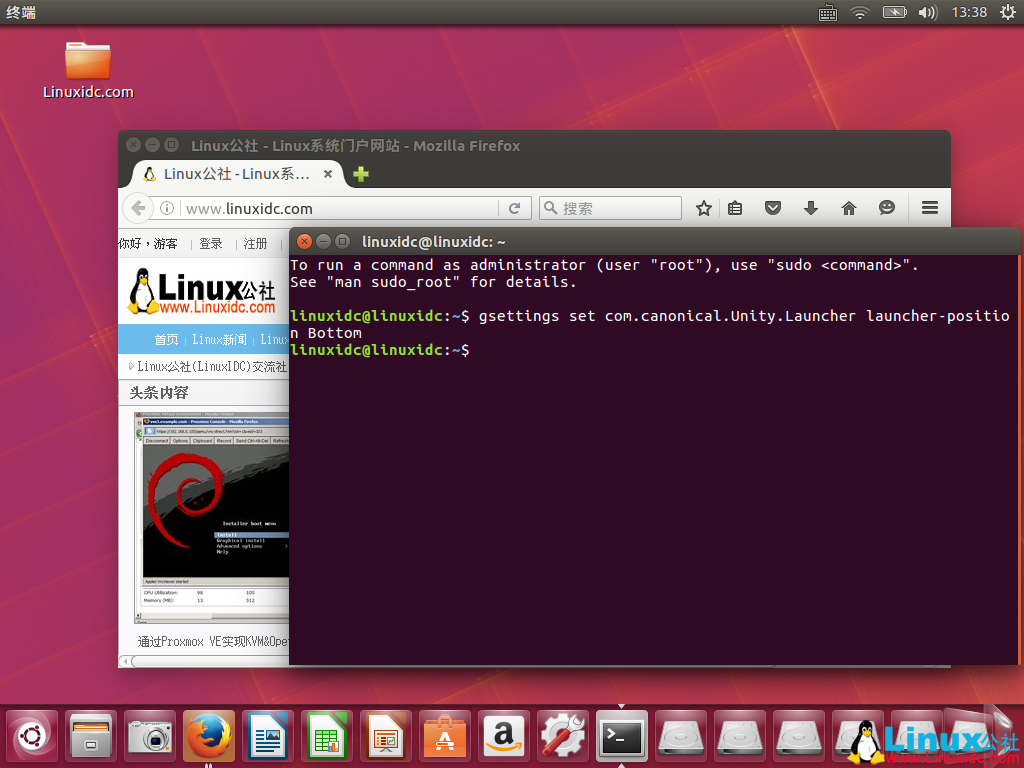 终端
13:38
Linuxidc.com
Linux公社 - Linux系统门户网站 - Mozilla Firefox
Linux公社 - Linux系...
www.linuxidc.com
搜索
你好，游客
登录
注册
linuxidc@linuxidc: ~
To run a command as administrator (user "root"), use "sudo <command>".
See "man sudo_root" for details.
linuxidc@linuxidc:~$ gsettings set com.canonical.Unity.Launcher launcher-positio
n Bottom
linuxidc@linuxidc:~$
Linux公社
www.Linuxidc.com
首页
Linux新闻
Linux
Linux公社(LinuxIDC)交流社
头条内容
Installer boot menu
Install
Graphical install
Advanced options
Help
CPU Utilization:
Memory (MB):
通过Proxmox VE实现KVM&Ope
Linux公社
www.Linuxidc.com